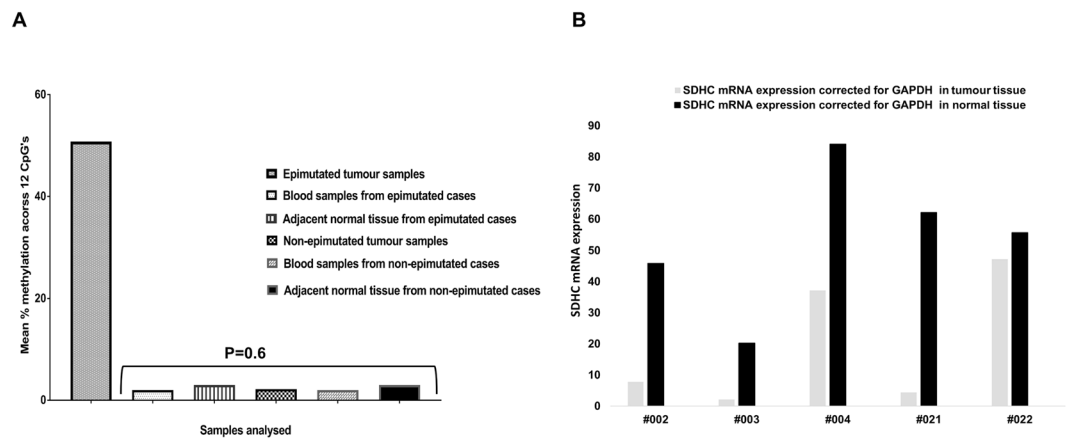 A
Mean % methylation acorss 12 CpG's
60
40
20
0
P=0.6
Epimutated tumour samples
Blood samples from epimutated cases
Adjacent normal tissue from epimutated cases
Non-epimutated tumour samples
Blood samples from non-epimutated cases
Adjacent normal tissue from non-epimutated cases
Samples analysed
B
SDHC mRNA expression corrected for GAPDH in tumour tissue
SDHC mRNA expression corrected for GAPDH in normal tissue
SDHC mRNA expression
90
80
70
60
50
40
30
20
10
0
#002 #003 #004 #021 #022